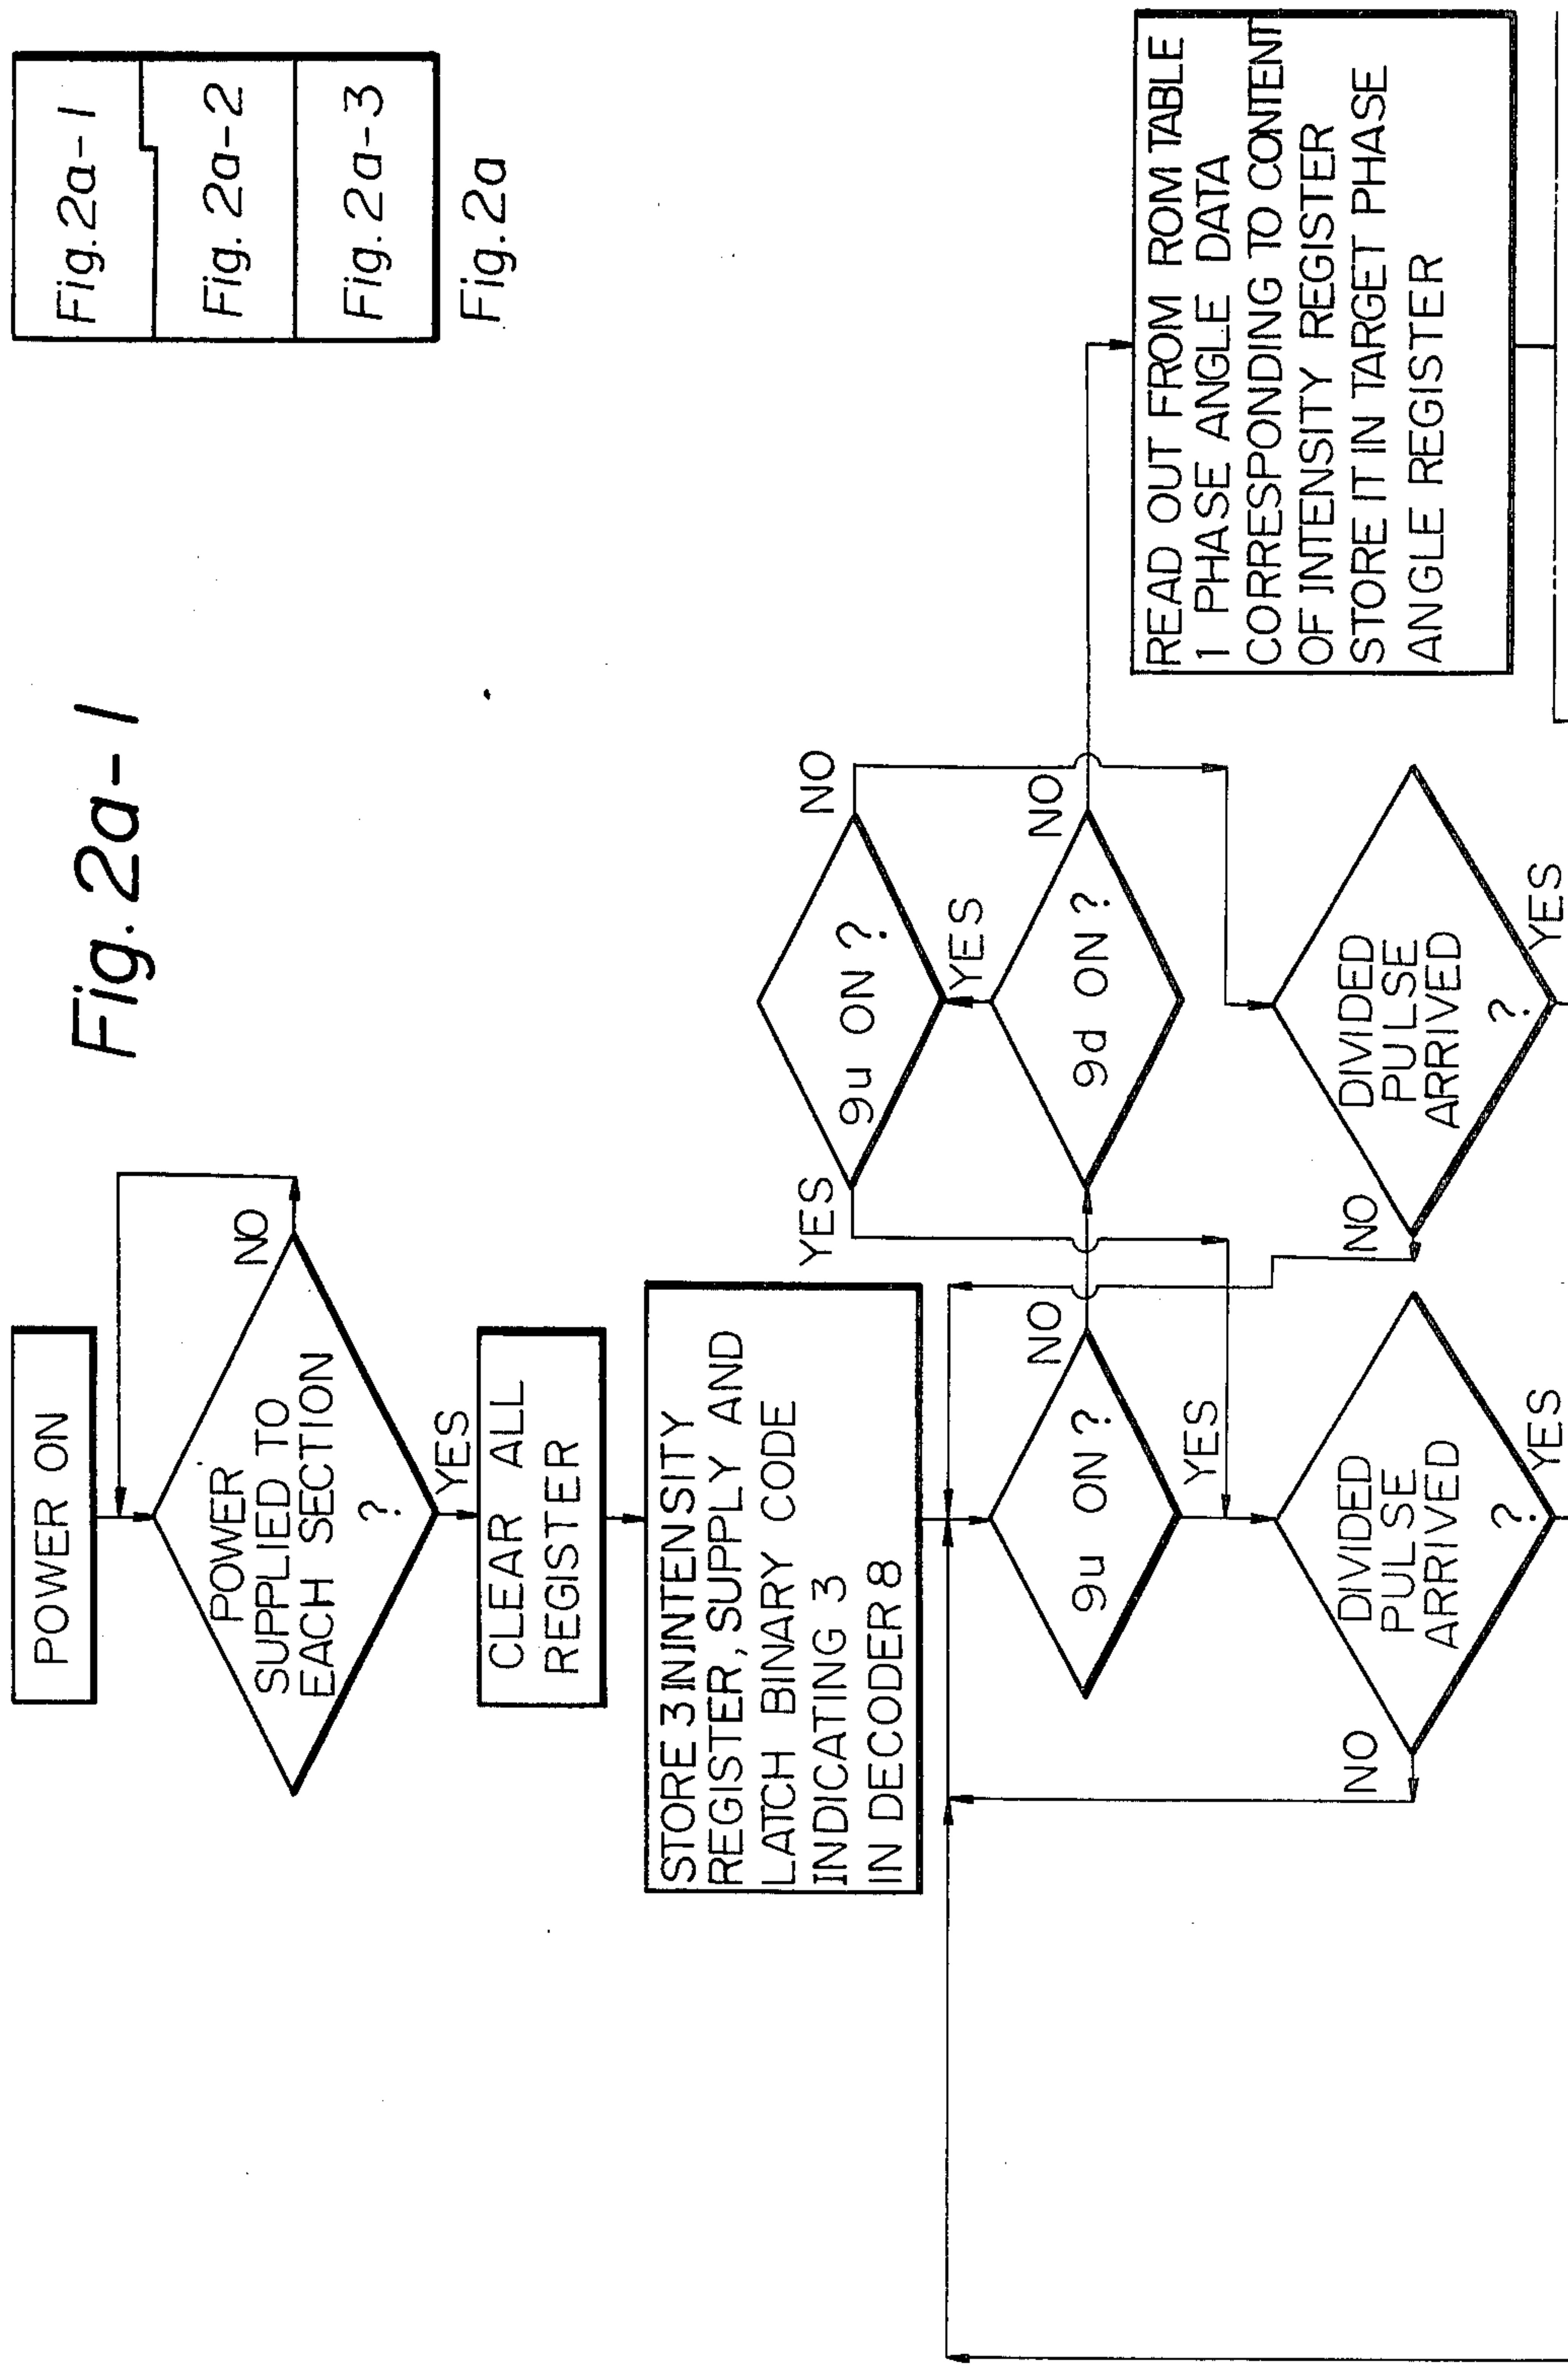 Fig. 2a-1
Fig. 2a-1
Fig. 2a-2
Fig. 2a-3
Fig. 2a
POWER ON
POWER
SUPPLIED TO
EACH SECTION
?
NO
YES
CLEAR ALL
REGISTER
STORE 3 IN INTENSITY
REGISTER, SUPPLY AND
LATCH BINARY CODE
INDICATING 3
IN DECODER 8
9u ON ?
NO
YES
9u ON ?
YES
NO
YES
9d ON ?
NO
DIVIDED
PULSE
ARRIVED
?
NO
YES
DIVIDED
PULSE
ARRIVED
?
NO
YES
READ OUT FROM ROM TABLE
1 PHASE ANGLE DATA
CORRESPONDING TO CONTENT
OF INTENSITY REGISTER
STORE IT IN TARGET PHASE
ANGLE REGISTER